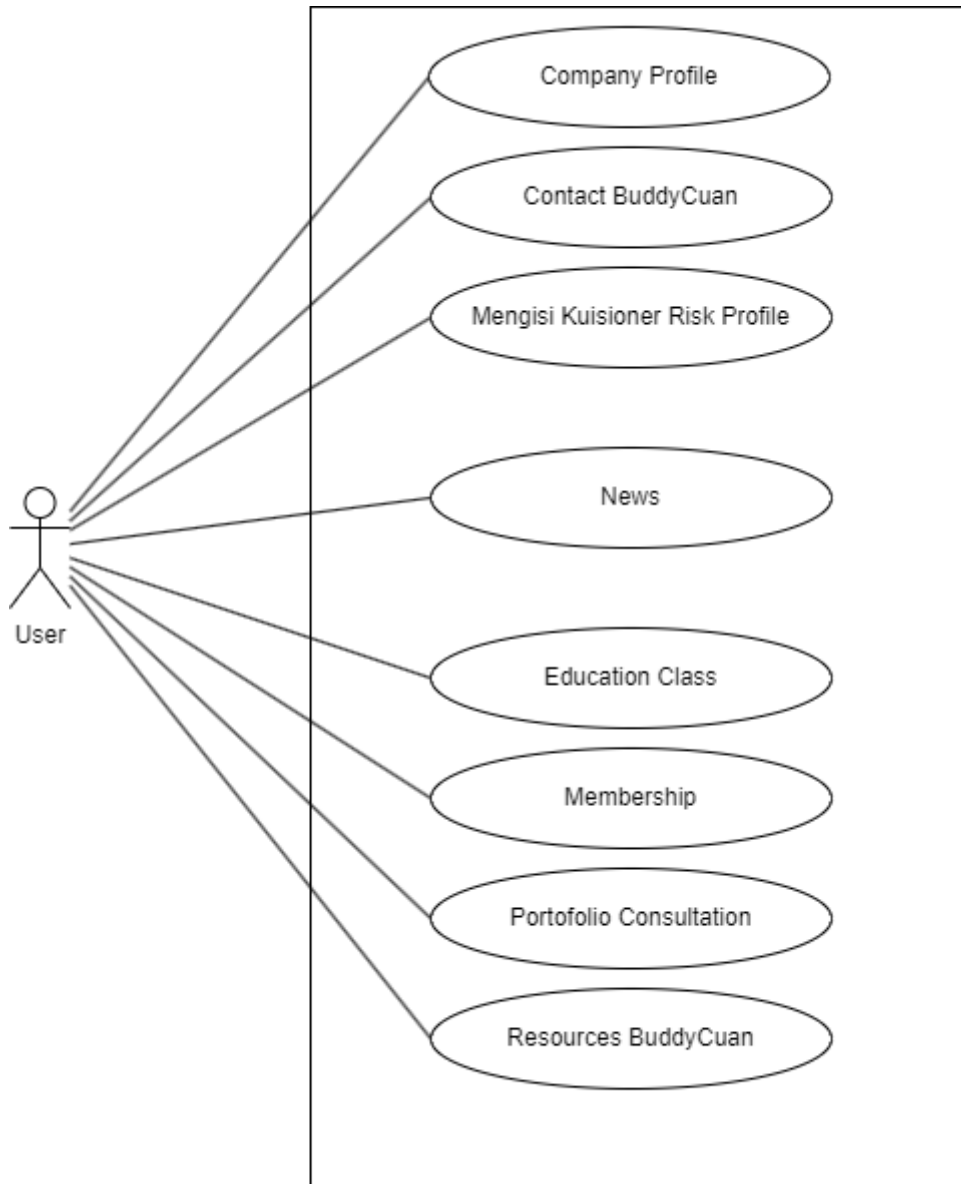 Company Profile
Contact BuddyCuan
Mengisi Kuisioner Risk Profile
News
User
Education Class
Membership
Portofolio Consultation
Resources BuddyCuan